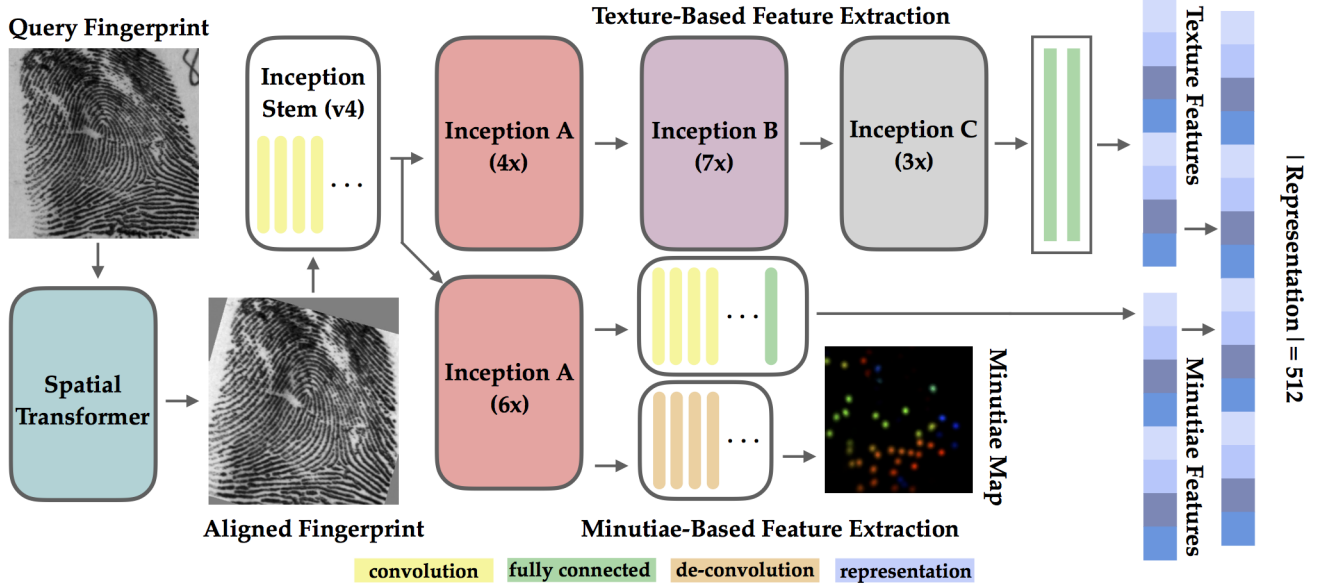 Query Fingerprint
Texture-Based Feature Extraction
Inception
Stem (v4)
...
Inception A
(4x)
Inception B
(7x)
Inception C
(3x)
Texture Features
| Representation | = 512
Spatial
Transformer
Inception A
(6x)
...
...
Minutiae Map
Minutiae Features
Aligned Fingerprint
Minutiae-Based Feature Extraction
convolution
fully connected
de-convolution
representation